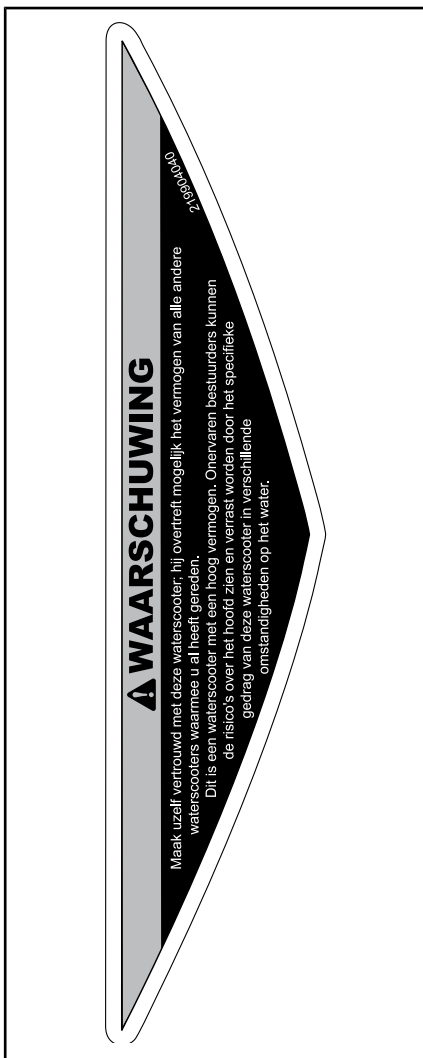 WAARSCHUWING
Maak uzelf vertrouwd met deze waterscooter; hij overtreft mogelijk het vermogen van alle andere
waterscooters waarmee u al heeft gereden.
Dit is een waterscooter met een hoog vermogen. Onervaren bestuurders kunnen
de risico's over het hoofd zien en verrast worden door het specifieke
gedrag van deze waterscooter in verschillende
omstandigheden op het water.
219904040